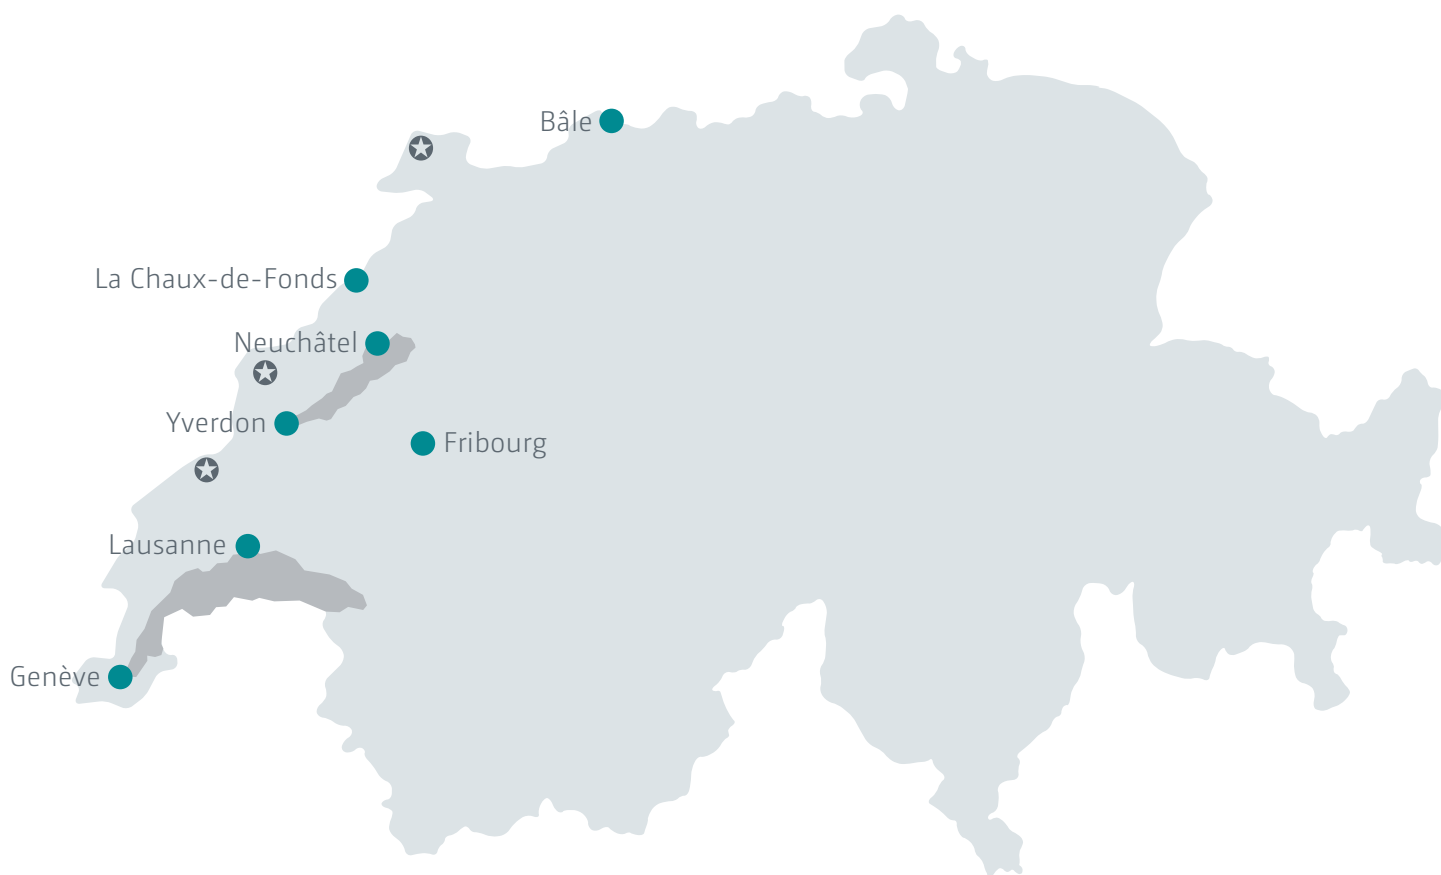 Bâle
La Chaux-de-Fonds
Neuchâtel
Yverdon
Fribourg
Lausanne
Genève